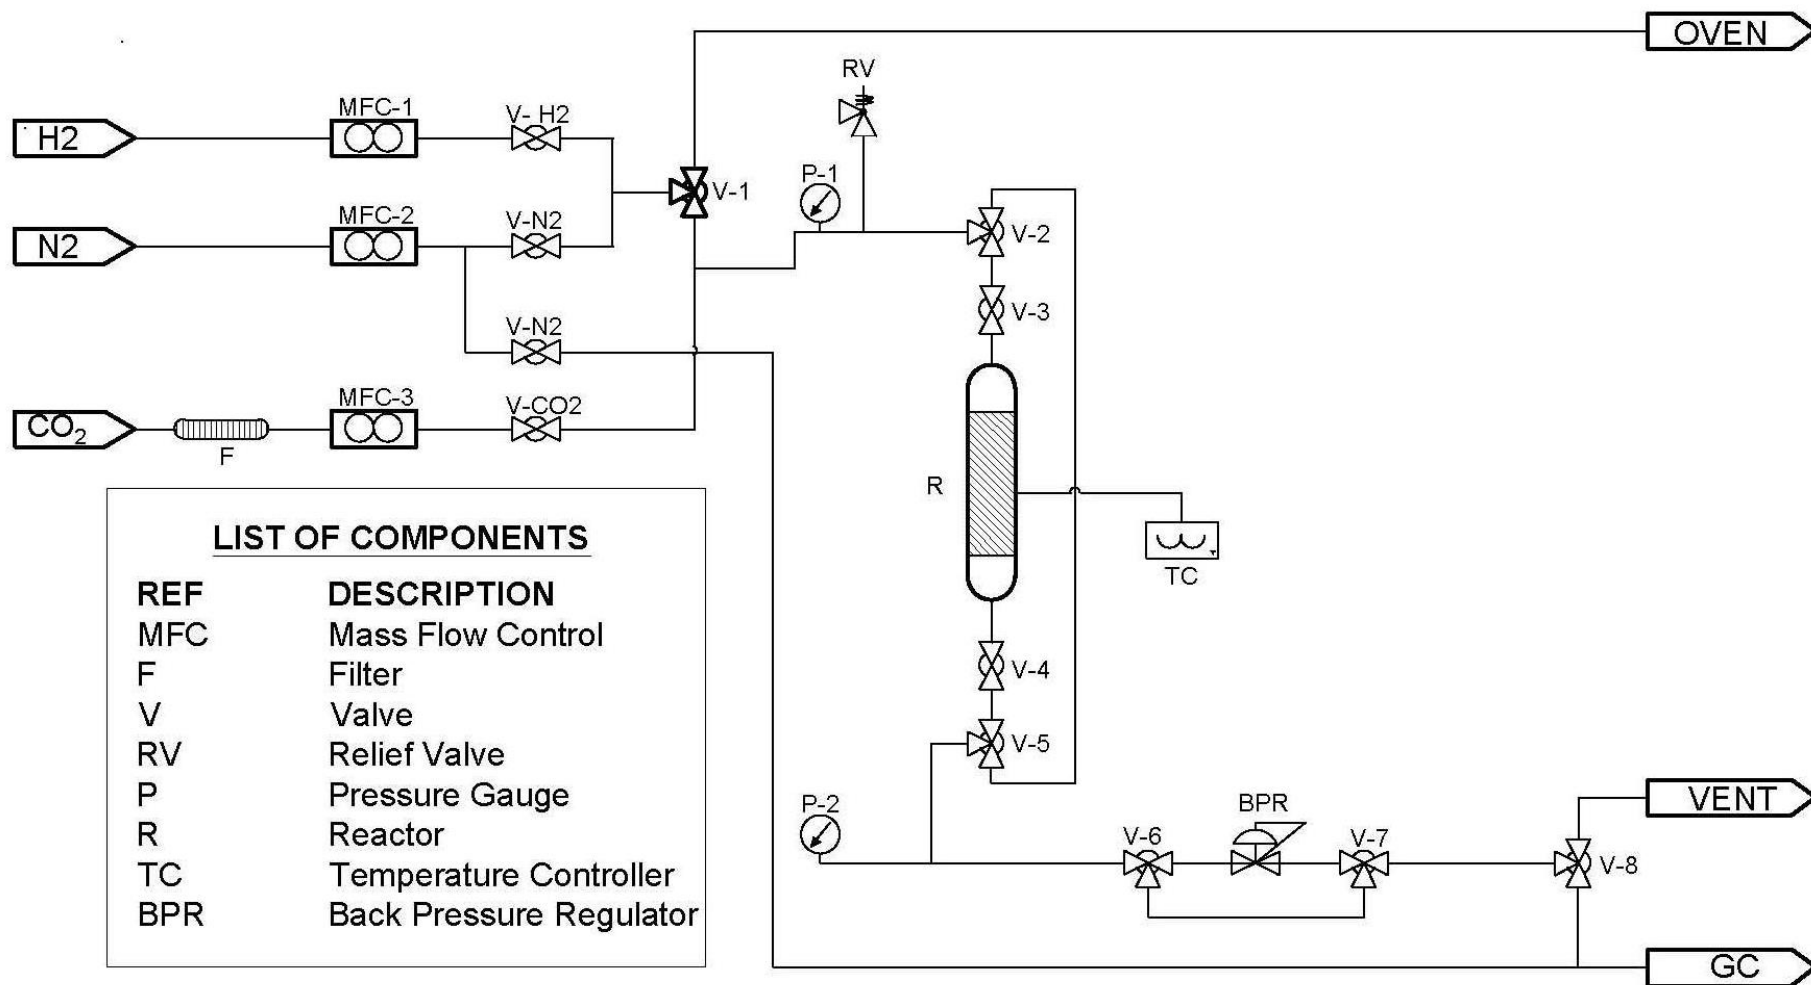 OVEN
RV
H2
MFC-1
V- H2
P-1
V-1
N2
MFC-2
V-N2
V-2
V-3
V-N2
CO₂
F
MFC-3
V-CO2
R
TC
LIST OF COMPONENTS
REF DESCRIPTION
MFC Mass Flow Control
F Filter
V Valve
RV Relief Valve
P Pressure Gauge
R Reactor
TC Temperature Controller
BPR Back Pressure Regulator
V-4
V-5
P-2
V-6
BPR
V-7
V-8
VENT
GC